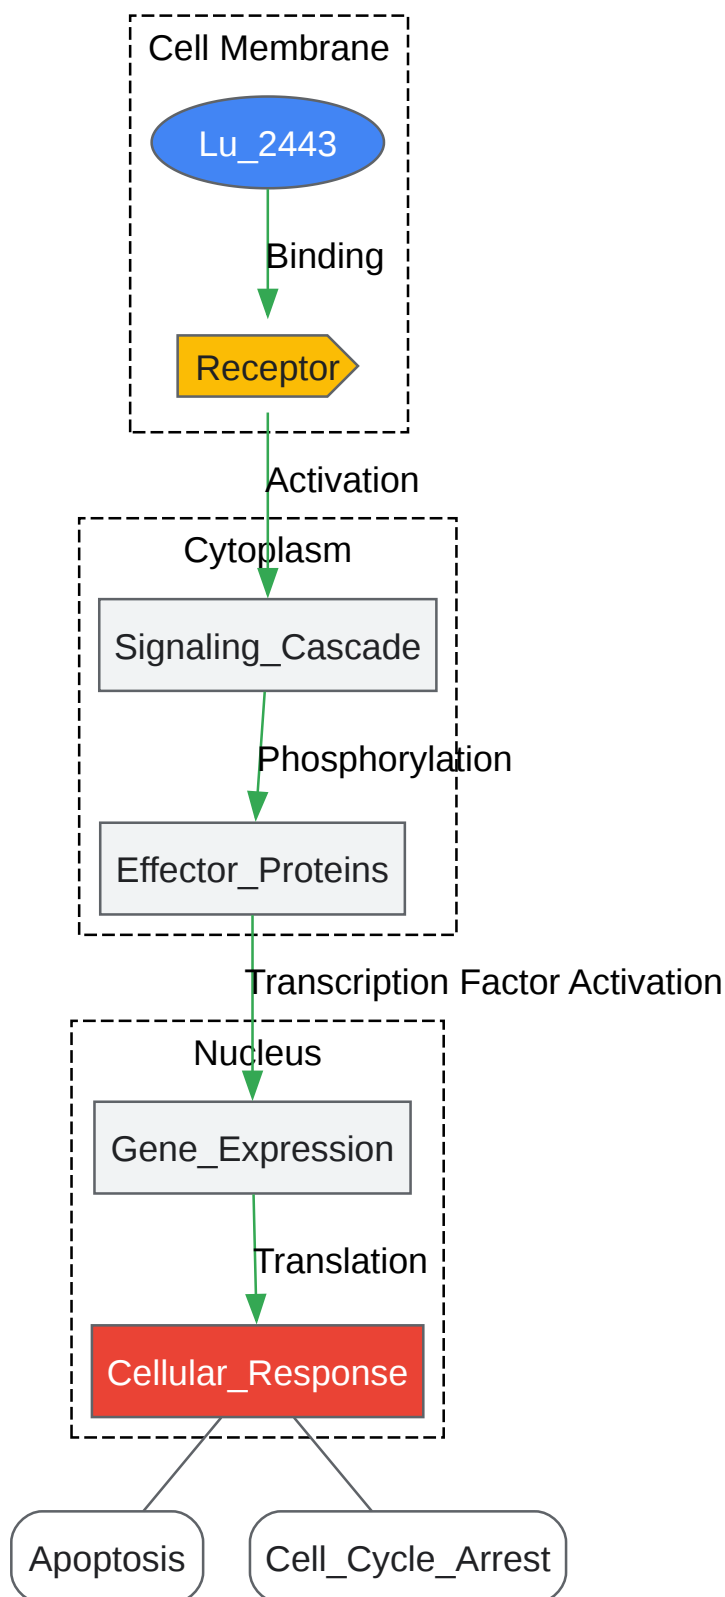 Cell Membrane
Lu_2443
Binding
Receptor
Activation
Cytoplasm
Signaling_Cascade
Phosphorylation
Effector_Proteins
Transcription Factor Activation
Nucleus
Gene_Expression
Translation
Cellular_Response
Apoptosis
Cell_Cycle_Arrest